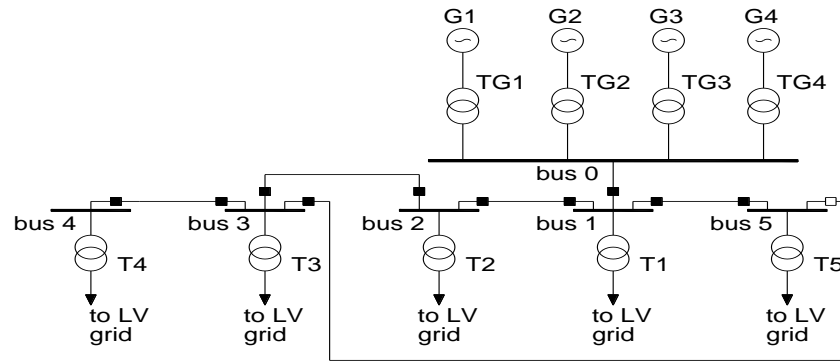 G1 G2 G3 G4
TG1 TG2 TG3 TG4
bus 0
bus 4 bus 3 bus 2 bus 1 bus 5
T4 T3 T2 T1 T5
to LV to LV to LV to LV to LV
grid grid grid grid grid